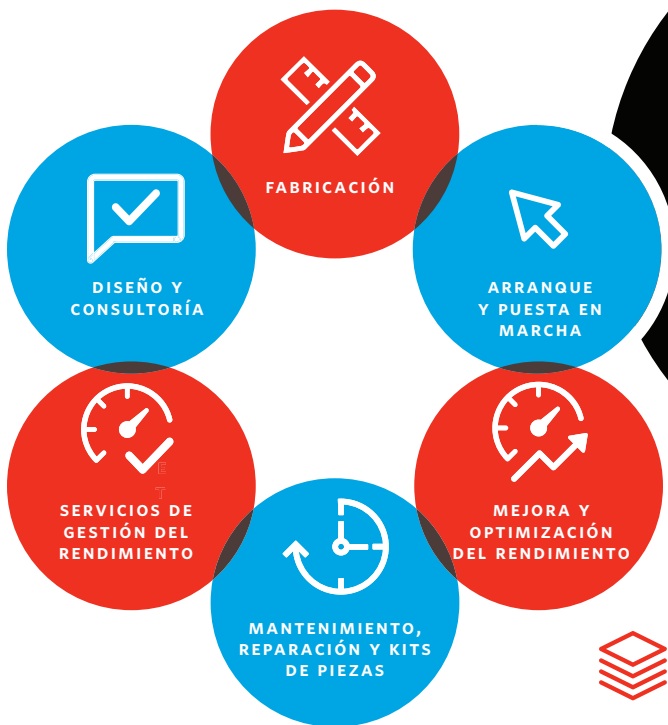 FABRICACIÓN
DISEÑO Y
CONSULTORÍA
ARRANQUE
Y PUESTA EN
MARCHA
E
T
SERVICIOS DE
GESTIÓN DEL
RENDIMIENTO
MEJORA Y
OPTIMIZACIÓN
DEL RENDIMIENTO
MANTENIMIENTO,
REPARACIÓN Y KITS
DE PIEZAS